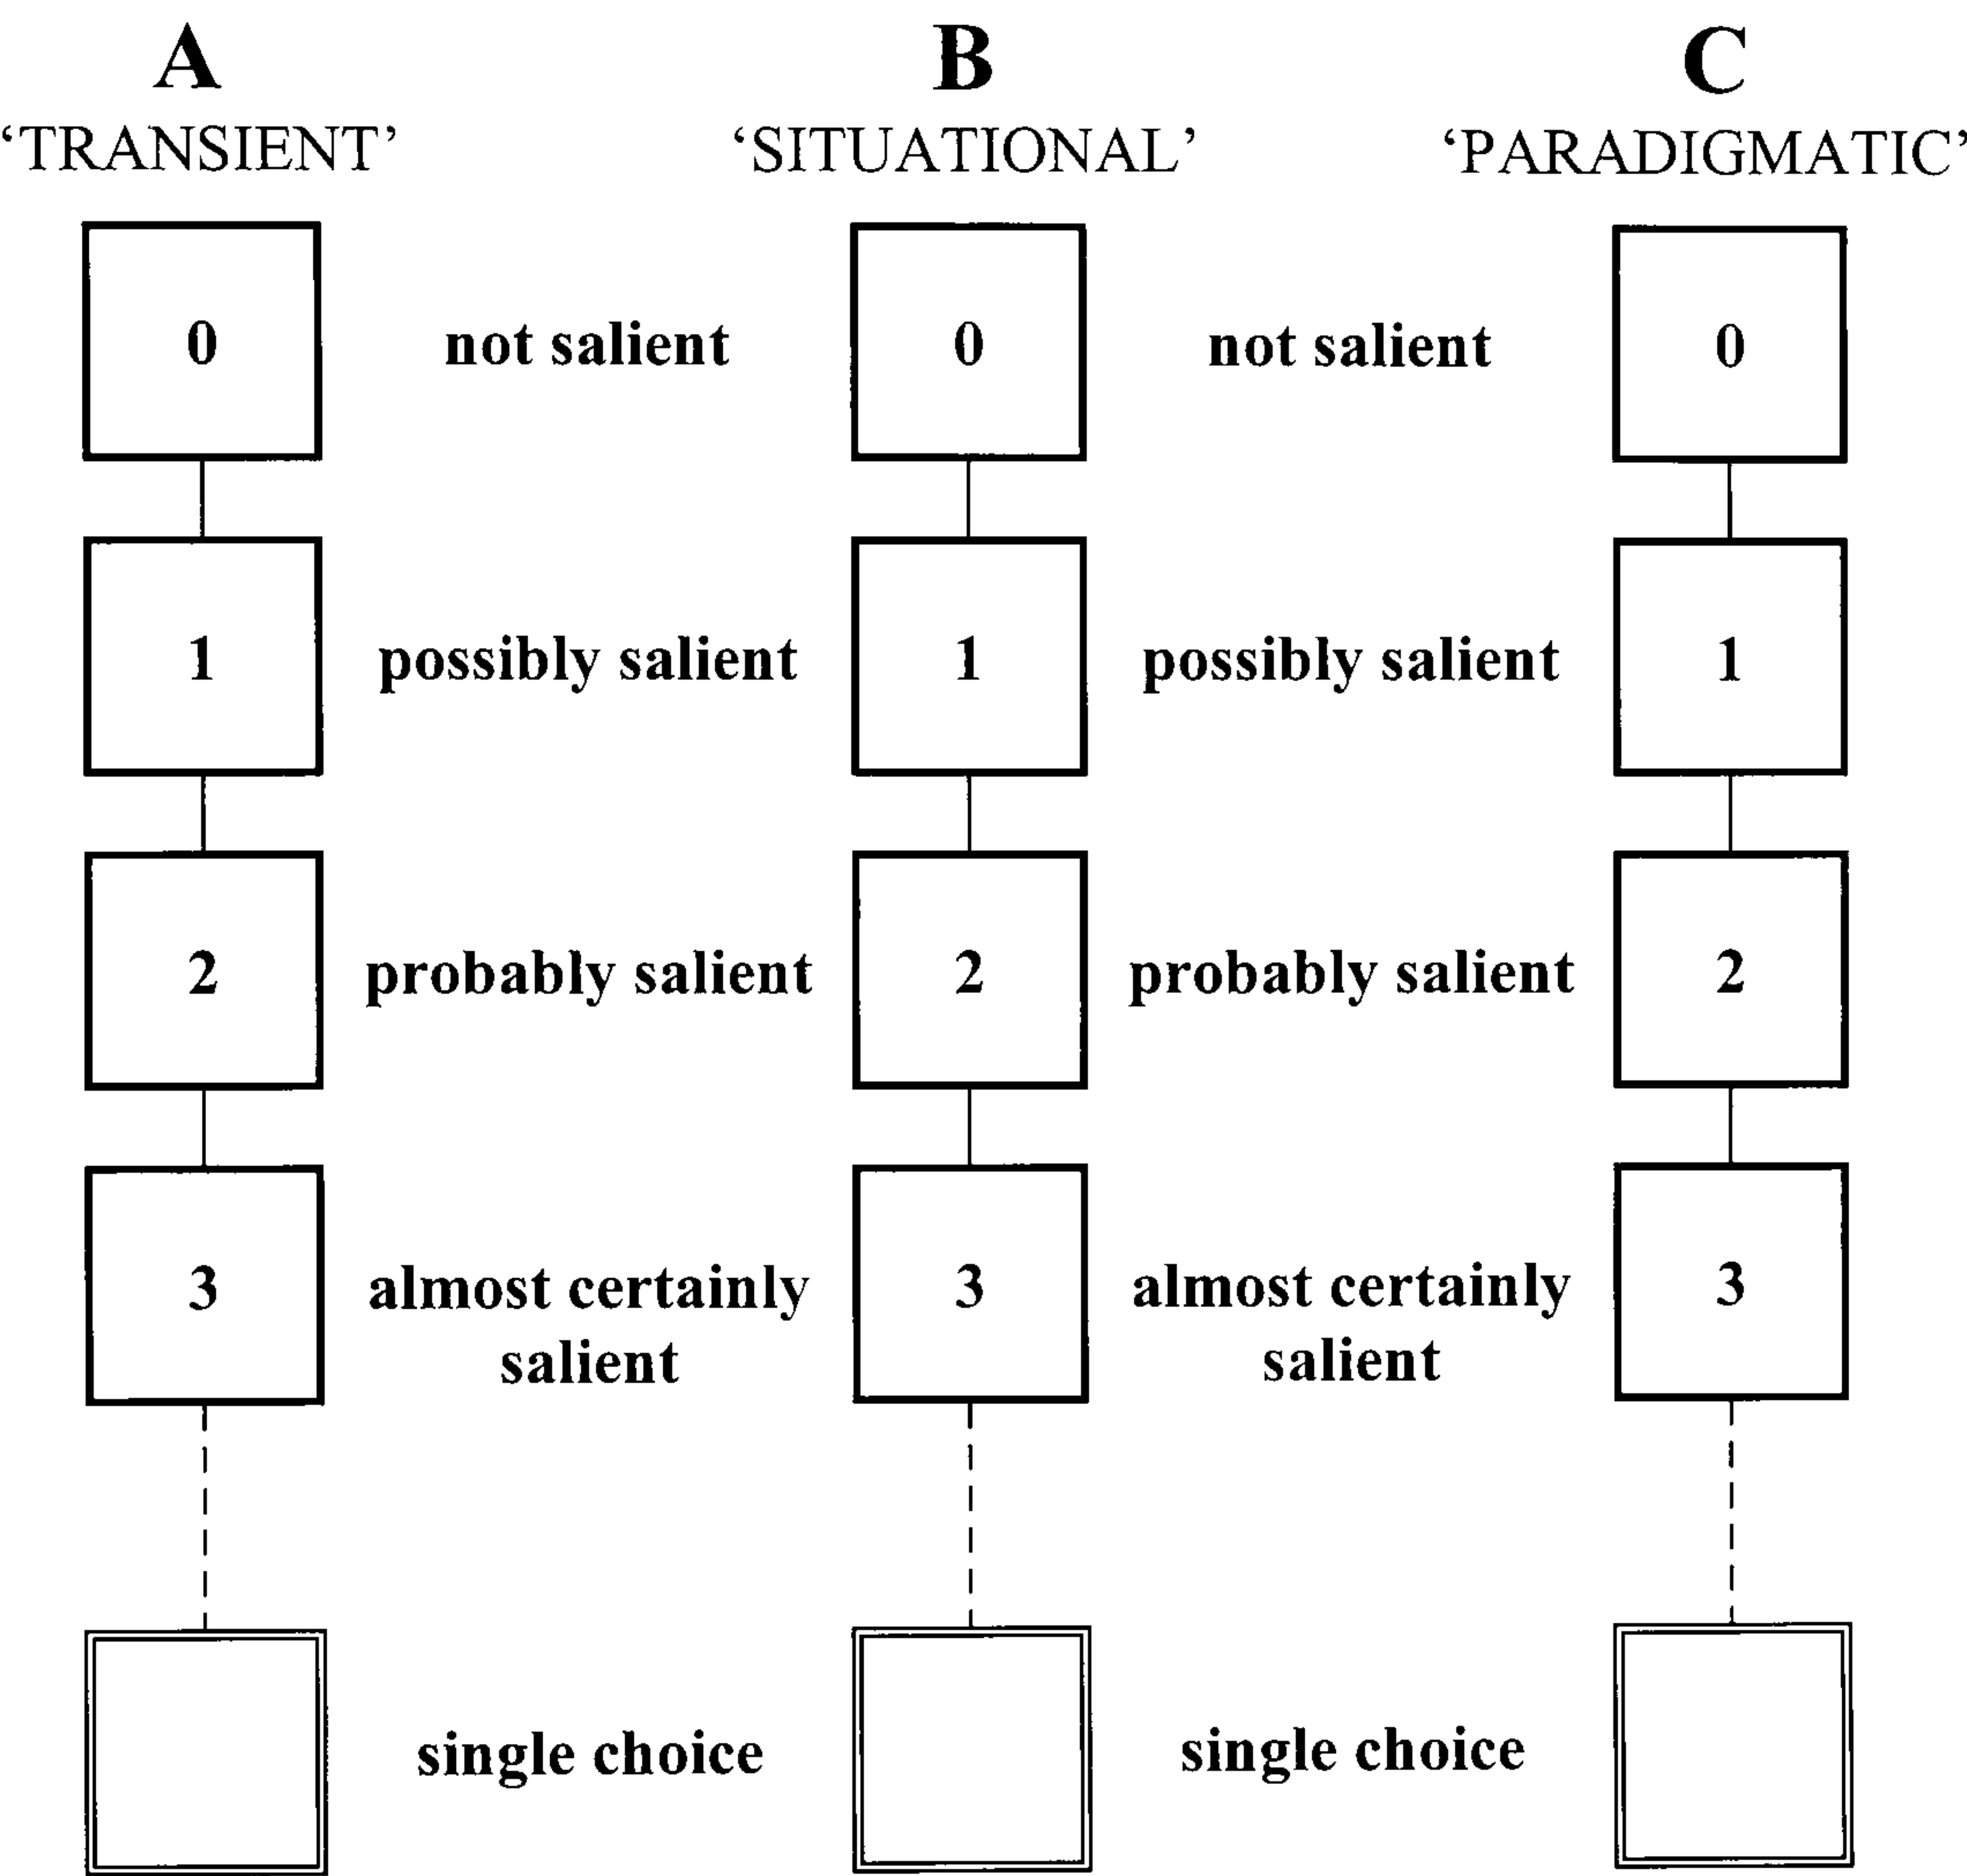 A B C
‘TRANSIENT’ ‘SITUATIONAL’ ‘PARADIGMATIC’
0 not salient 0 not salient 0
1 possibly salient 1 possibly salient 1
2 probably salient 2 probably salient 2
3 almost certainly 3 almost certainly 3
salient salient
single choice single choice